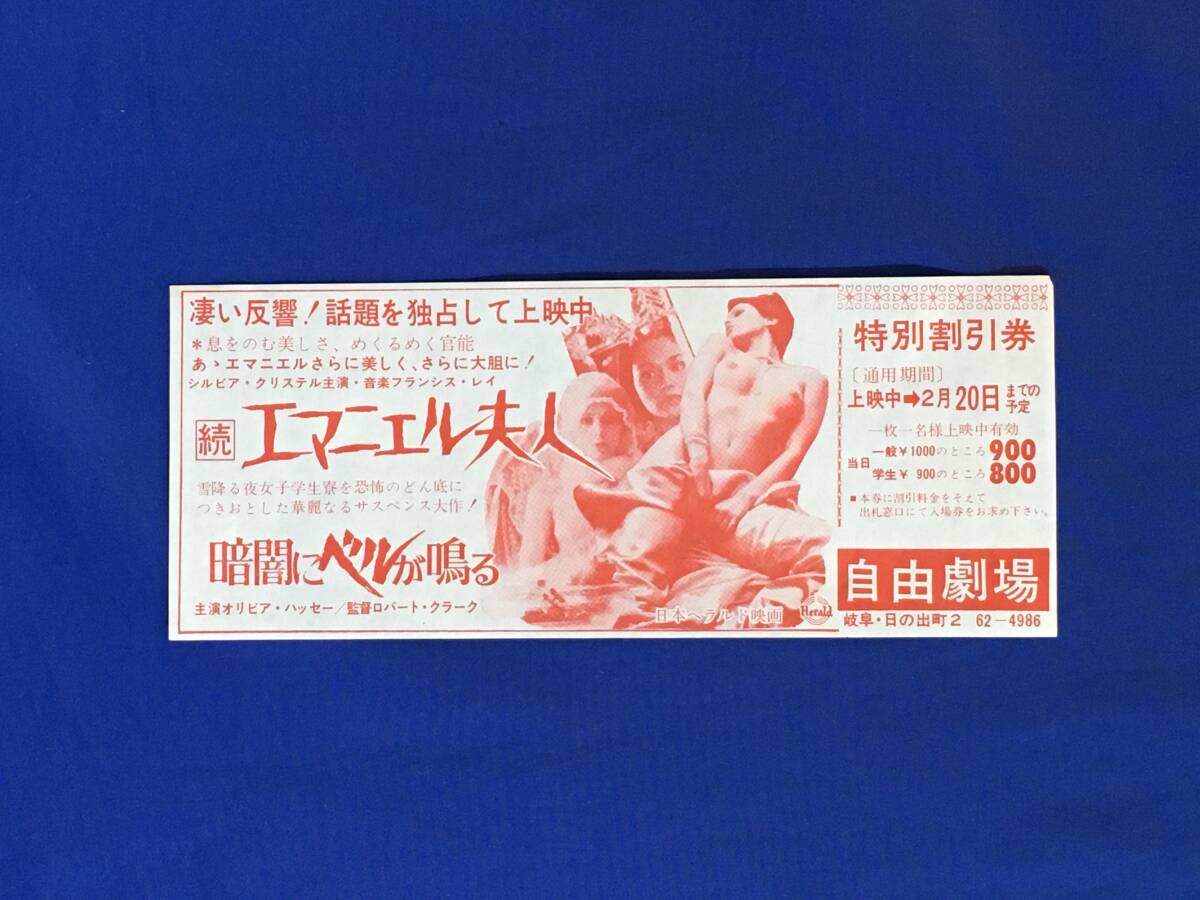 凄い反響！話題を独占して上映中
＊息をのむ美しさ、めくるめく官能
あゝエマニエルさらに美しく、さらに大胆に！
シルビア・クリステル主演・音楽フランシス・レイ
続 エマニエル夫人
雪降る夜女子学生寮を恐怖のどん底に
つきおとした華麗なるサスペンス大作！
暗闇にベルが鳴る
主演オリビア・ハッセー／監督ロバート・クラーク
日本ヘラルド映画 Herald
特別割引券
〔通用期間〕
上映中➡2月20日までの予定
一枚一名様上映中有効
当日
一般￥1000のところ900
学生￥ 900のところ800
■本券に割引料金をそえて
出札窓口にて入場券をお求め下さい。
自由劇場
岐阜・日の出町2 62－4986